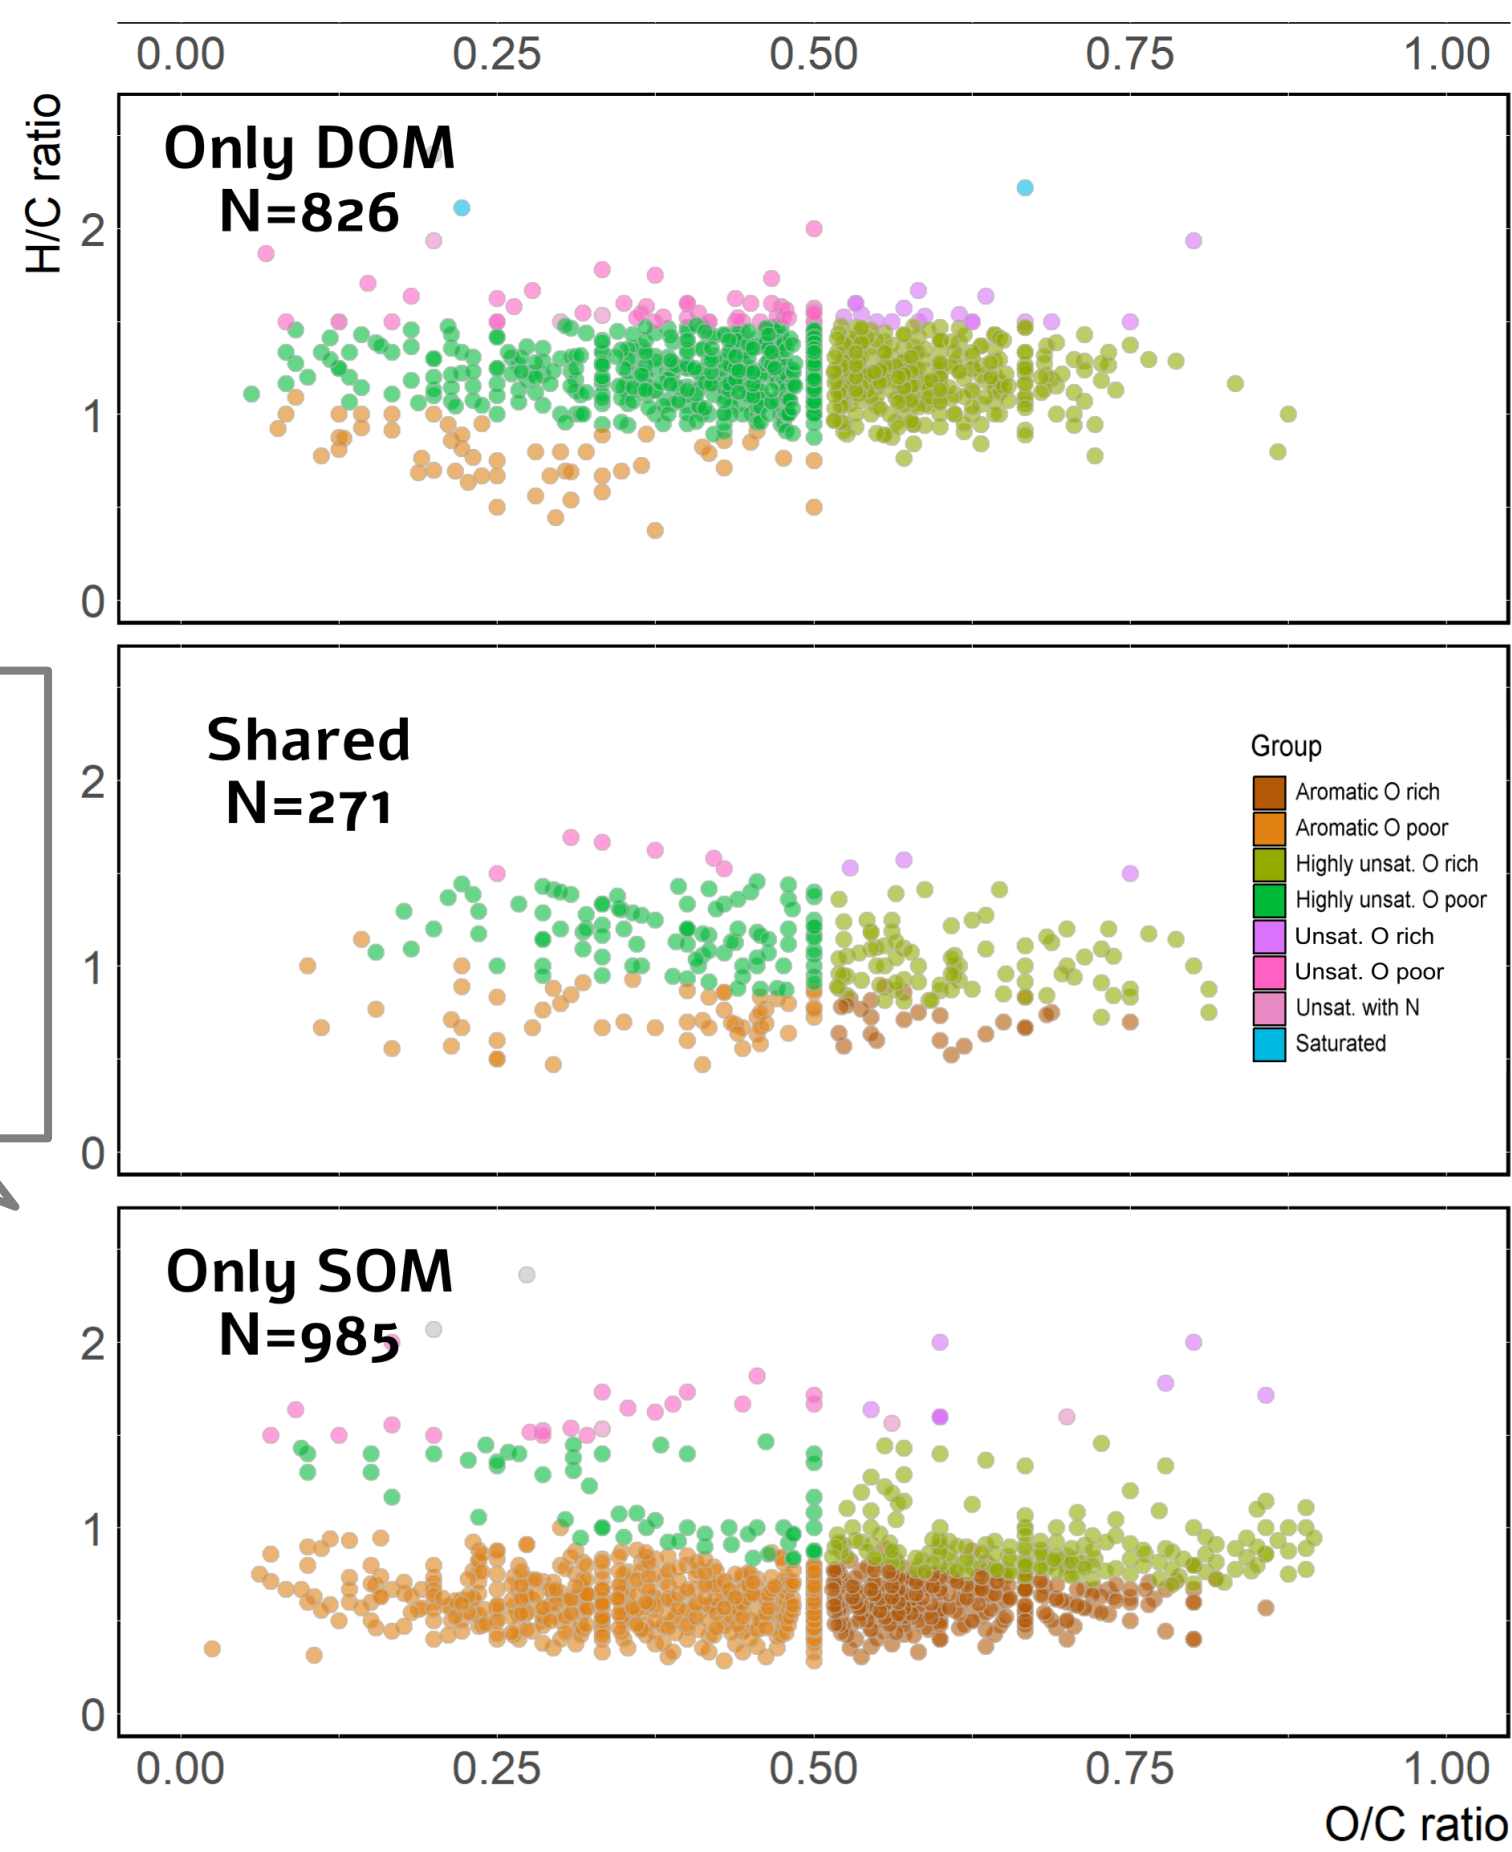 0.00 0.25 0.50 0.75 1.00
H/C ratio
Only DOM
N=826
2
1
0
Shared
N=271
2
1
0
Group
Aromatic O rich
Aromatic O poor
Highly unsat. O rich
Highly unsat. O poor
Unsat. O rich
Unsat. O poor
Unsat. with N
Saturated
Only SOM
N=985
2
1
0
0.00 0.25 0.50 0.75 1.00
O/C ratio